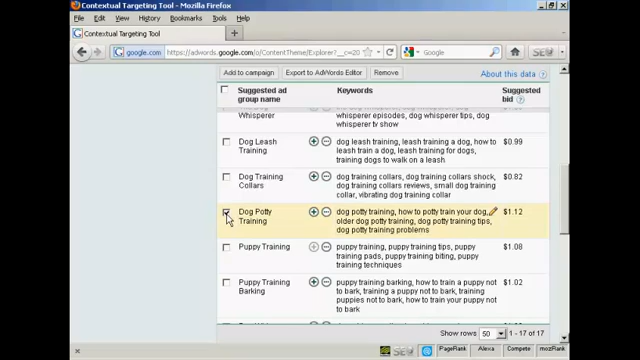 Contextual Targeting Tool - Mozilla Firefox
File Edit View History Bookmarks Tools Help
Contextual Targeting Tool
google.com https://adwords.google.com/o/ContentTheme/Explorer?__c=20 Google
Add to campaign Export to AdWords Editor Remove About this data
Suggested ad group name Keywords Suggested bid
Whisperer
whisperer episodes, dog whisperer tips, dog
whisperer tv show
Dog Leash Training
dog leash training, leash training a dog, how to
leash train a dog, leash training for dogs,
training dogs to walk on a leash
$0.99
Dog Training Collars
dog training collars, dog training collars shock,
dog training collars reviews, small dog training
collar, vibrating dog training collar
$0.82
Dog Potty Training
dog potty training, how to potty train your dog,
older dog potty training, dog potty training tips,
dog potty training problems
$1.12
Puppy Training
puppy training, puppy training tips, puppy
training pads, puppy training biting, puppy
training techniques
$1.08
Puppy Training Barking
puppy training barking, how to train a puppy not
to bark, training a puppy not to bark, training
puppies not to bark, how to train your puppy not
to bark
$1.02
Show rows: 50 1 - 17 of 17
PageRank Alexa Compete mozRank